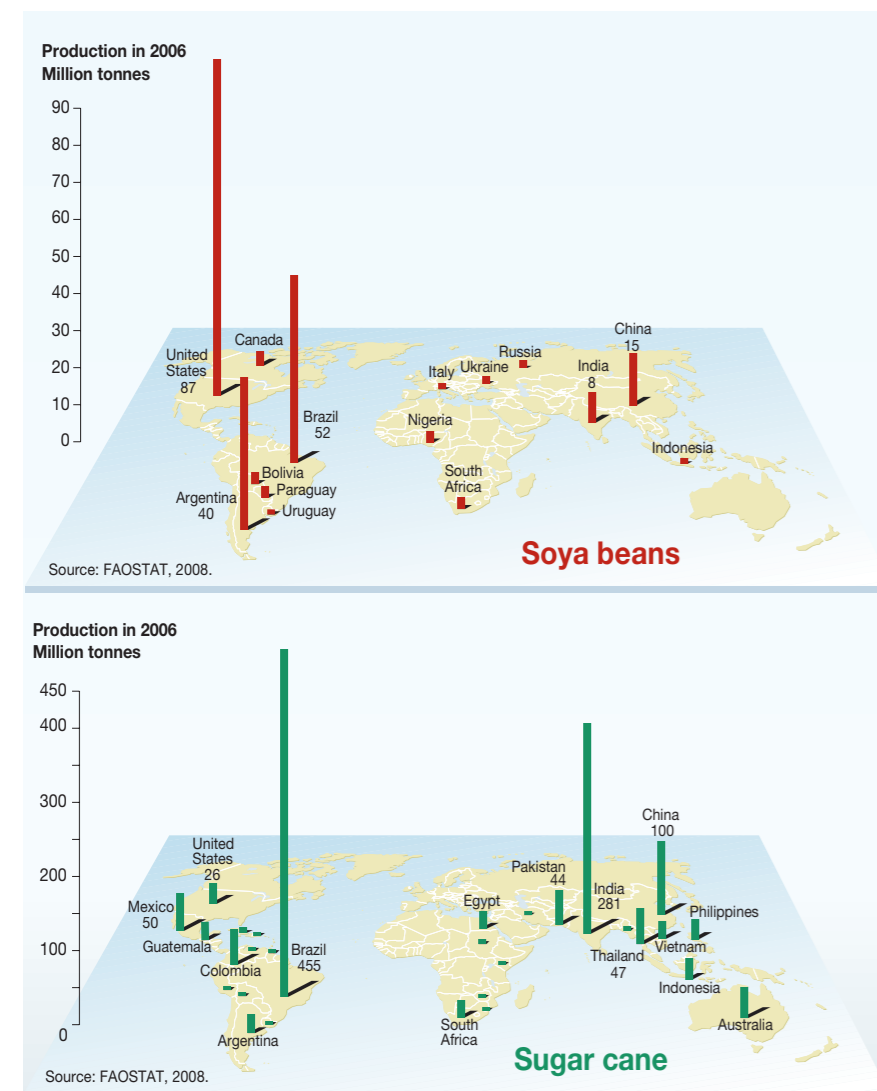 Production in 2006
Million tonnes
90
80
70
60
50
40
30
20
10
0
United
States
87
Canada
Brazil
52
Bolivia
Paraguay
Uruguay
Argentina
40
Italy
Ukraine
Russia
Nigeria
South
Africa
India
8
China
15
Indonesia
Soya beans
Source: FAOSTAT, 2008.
Production in 2006
Million tonnes
450
400
300
200
100
0
United
States
26
Mexico
50
Guatemala
Colombia
Brazil
455
Argentina
Egypt
South
Africa
Pakistan
44
India
281
China
100
Philippines
Thailand
47
Vietnam
Indonesia
Australia
Sugar cane
Source: FAOSTAT, 2008.